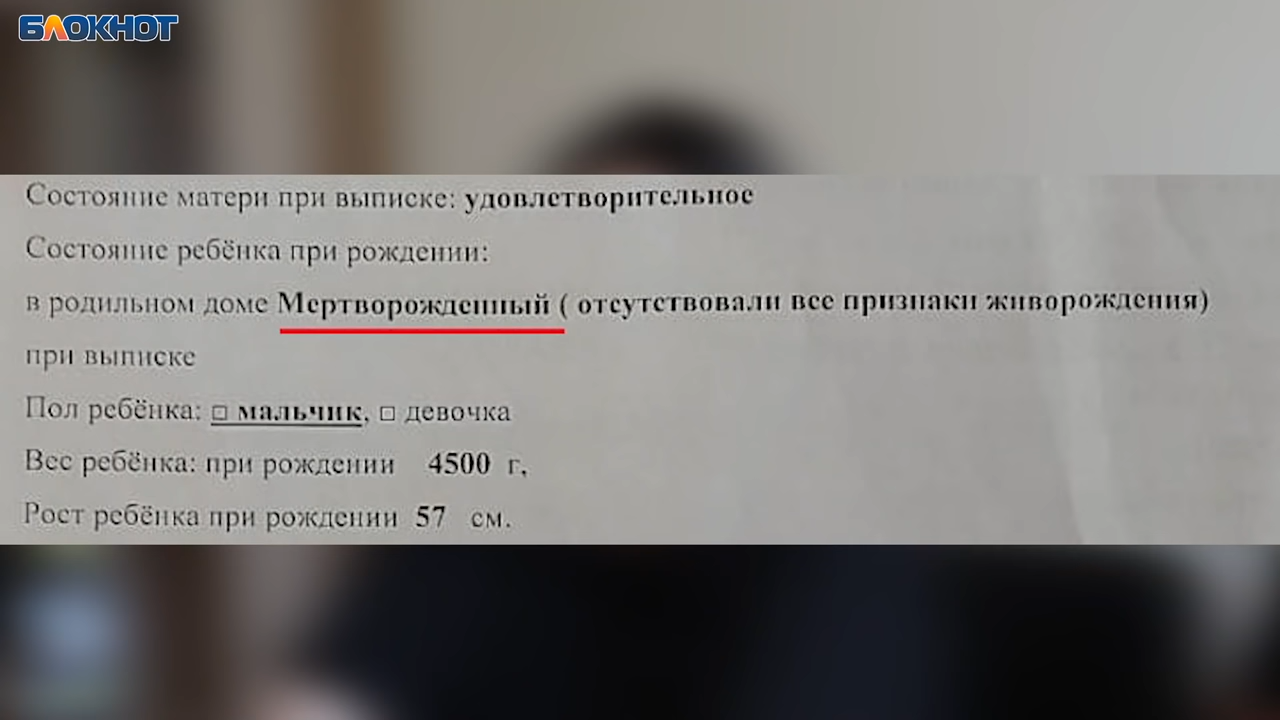 БЛОКНОТ
Состояние матери при выписке: удовлетворительное
Состояние ребёнка при рождении:
в родильном доме Мертворожденный ( отсутствовали все признаки живорождения)
при выписке
Пол ребёнка: □ мальчик, □ девочка
Вес ребёнка: при рождении 4500 г,
Рост ребёнка при рождении 57 см.